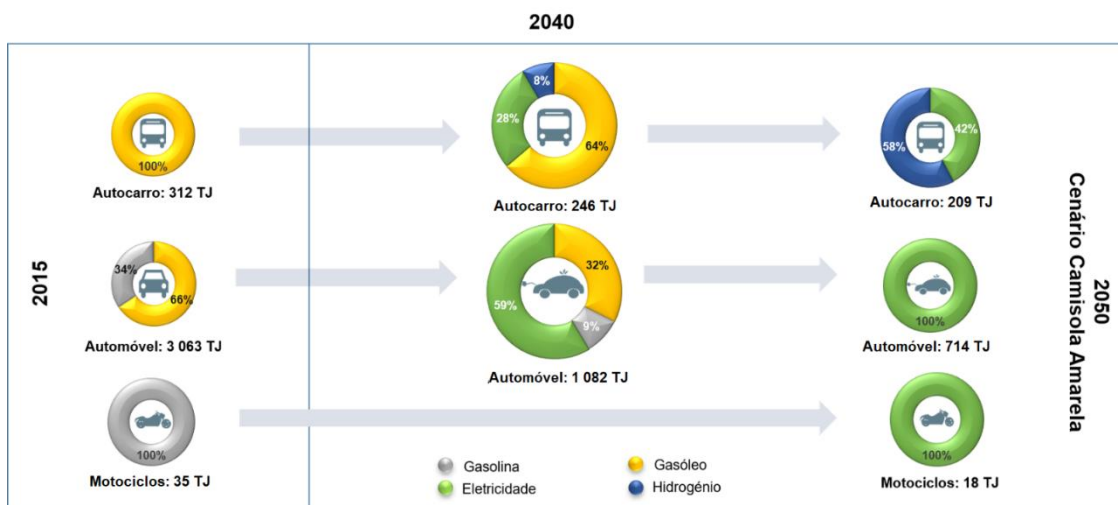 2040
2015
100%
Autocarro: 312 TJ
8%
28%
64%
Autocarro: 246 TJ
42%
58%
Autocarro: 209 TJ
34%
66%
Automóvel: 3 063 TJ
32%
59%
9%
Automóvel: 1 082 TJ
100%
Automóvel: 714 TJ
100%
Motociclos: 35 TJ
100%
Motociclos: 18 TJ
Gasolina
Gasóleo
Eletricidade
Hidrogénio
2050
Cenário Camisola Amarela